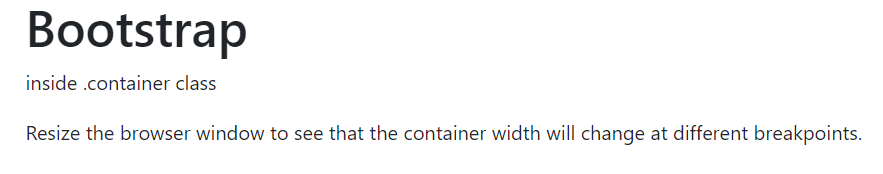 Bootstrap
inside .container class
Resize the browser window to see that the container width will change at different breakpoints.